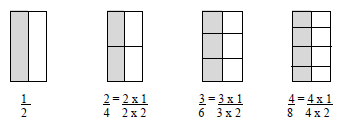 1/2
2/4 = 2 x 1 / 2 x 2
3/6 = 3 x 1 / 3 x 2
4/8 = 4 x 1 / 4 x 2